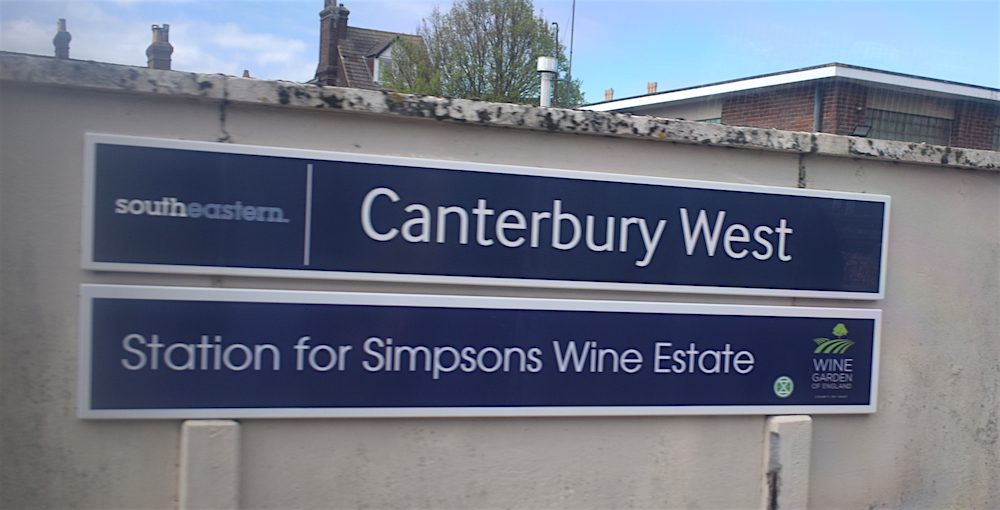 southeastern.
Canterbury West
Station for Simpsons Wine Estate
WINE
GARDEN
OF ENGLAND